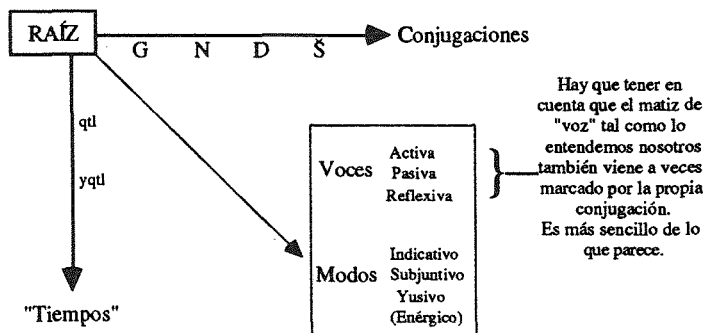 RAÍZ
G N D Š
Conjugaciones
qtl
yqtl
"Tiempos"
Voces
Activa
Pasiva
Reflexiva
Modos
Indicativo
Subjuntivo
Yusivo
(Enérgico)
Hay que tener en
cuenta que el matiz de
"voz" tal como lo
entendemos nosotros
también viene a veces
marcado por la propia
conjugación.
Es más sencillo de lo
que parece.